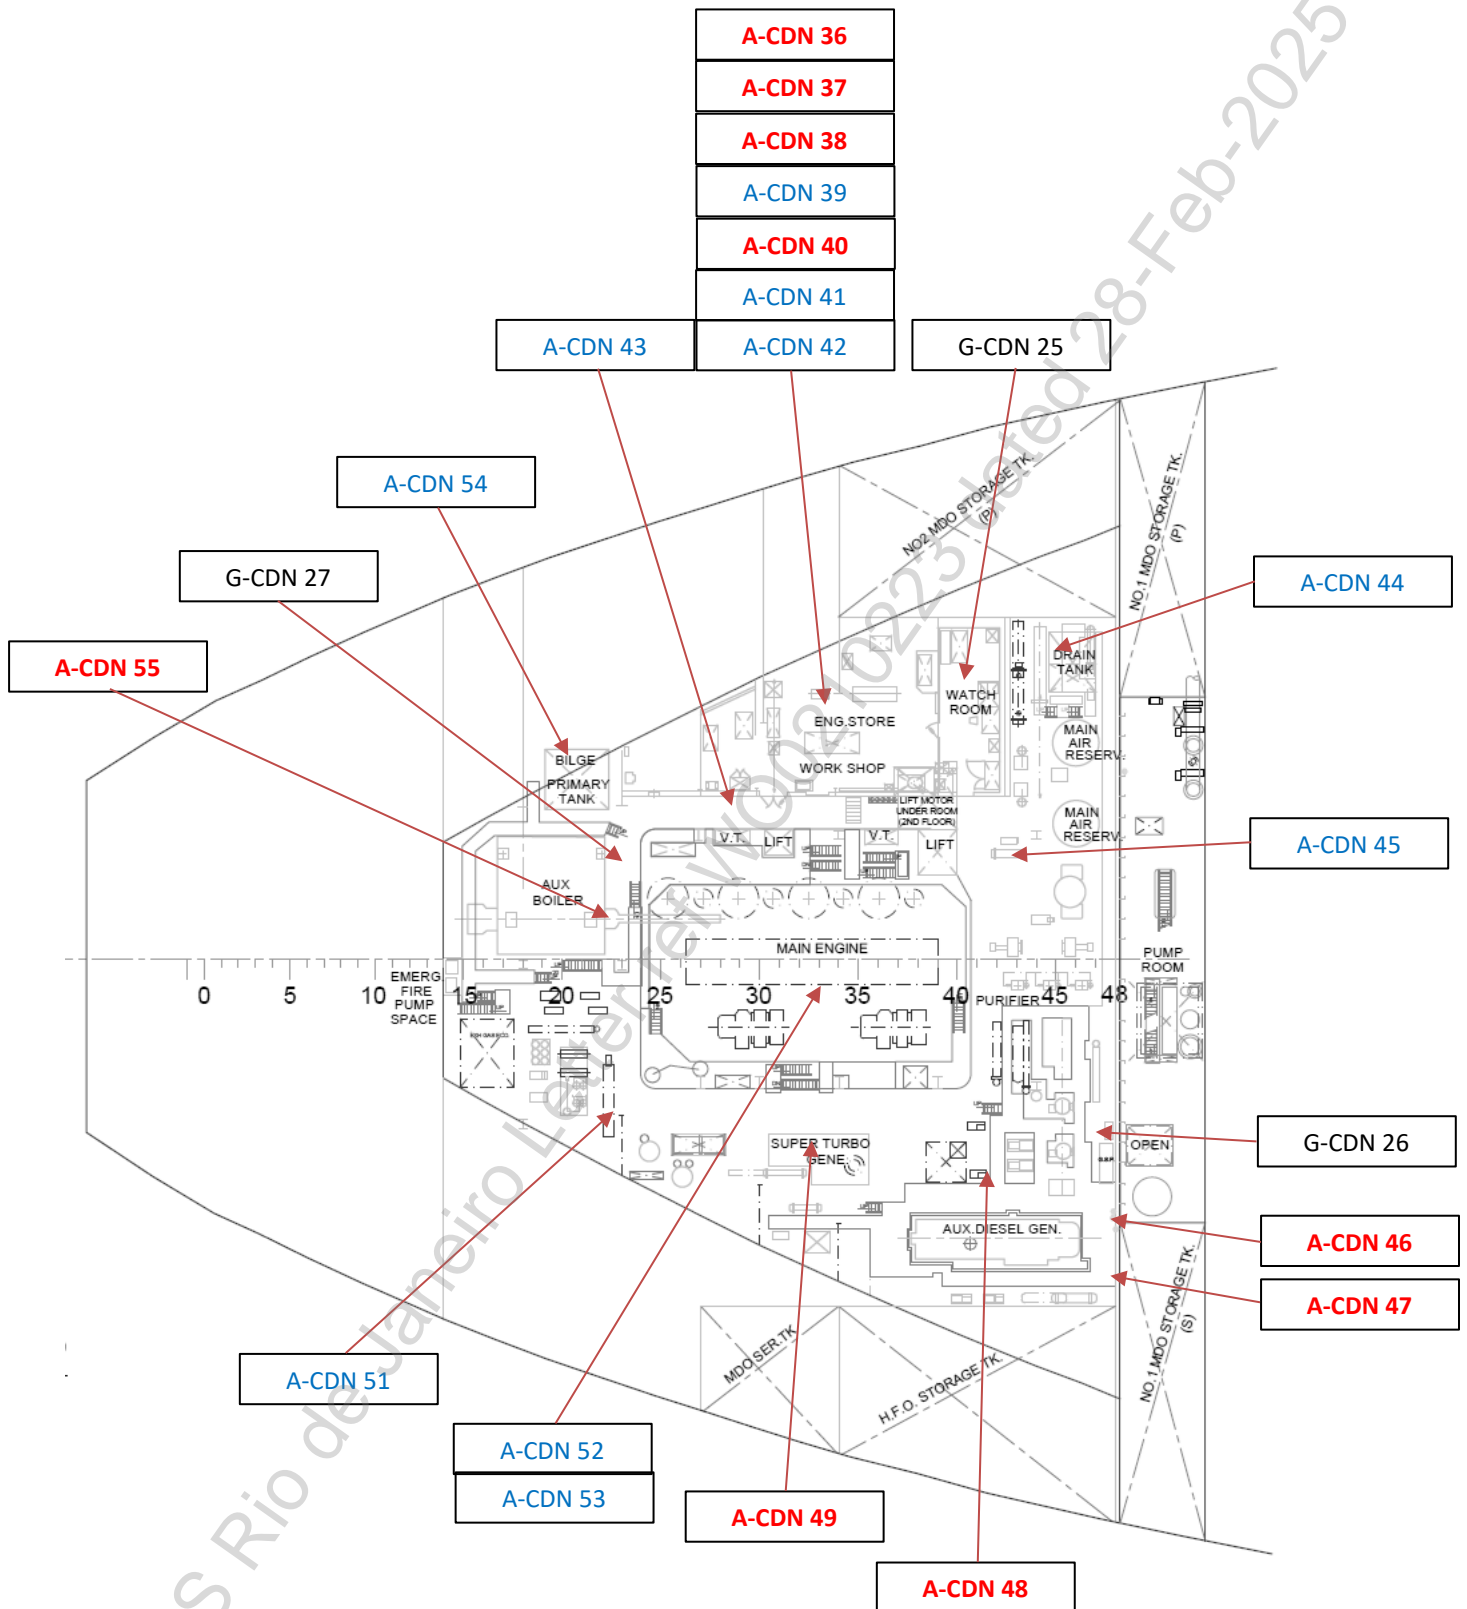 A-CDN 36
A-CDN 37
A-CDN 38
A-CDN 39
A-CDN 40
A-CDN 41
A-CDN 43
A-CDN 42
G-CDN 25
A-CDN 54
G-CDN 27
A-CDN 44
A-CDN 55
NO2 MDO STORAGE TK.
(P)
NO.1 MDO STORAGE TK.
(P)
DRAIN
TANK
WATCH
ROOM
ENG.STORE
MAIN
AIR
RESERV.
BILGE
PRIMARY
TANK
WORK SHOP
LIFT MOTOR
UNDER ROOM
(2ND FLOOR)
MAIN
AIR
RESERV.
V.T.
LIFT
V.T.
LIFT
A-CDN 45
AUX
BOILER
MAIN ENGINE
PUMP
ROOM
EMERG
FIRE
PUMP
SPACE
0 5 10 15 20 25 30 35 40 45 48
PURIFIER
SUPER TURBO
GENE
OPEN
G-CDN 26
AUX.DIESEL GEN.
A-CDN 46
A-CDN 47
NO.1 MDO STORAGE TK.
(S)
MDO SER.TK
H.F.O. STORAGE TK.
A-CDN 51
A-CDN 52
A-CDN 53
A-CDN 49
A-CDN 48
S Rio de Janeiro Letter ref WO0210223 dated 28-Feb-2025